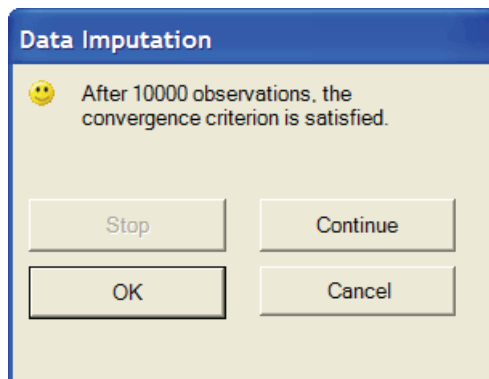 Data Imputation
After 10000 observations, the
convergence criterion is satisfied.
Stop
Continue
OK
Cancel